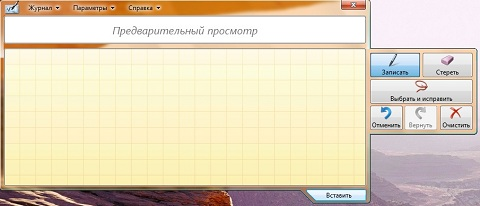 Журнал Параметры Справка
Предварительный просмотр
Записать Стереть
Выбрать и исправить
Отменить Вернуть Очистить
Вставить